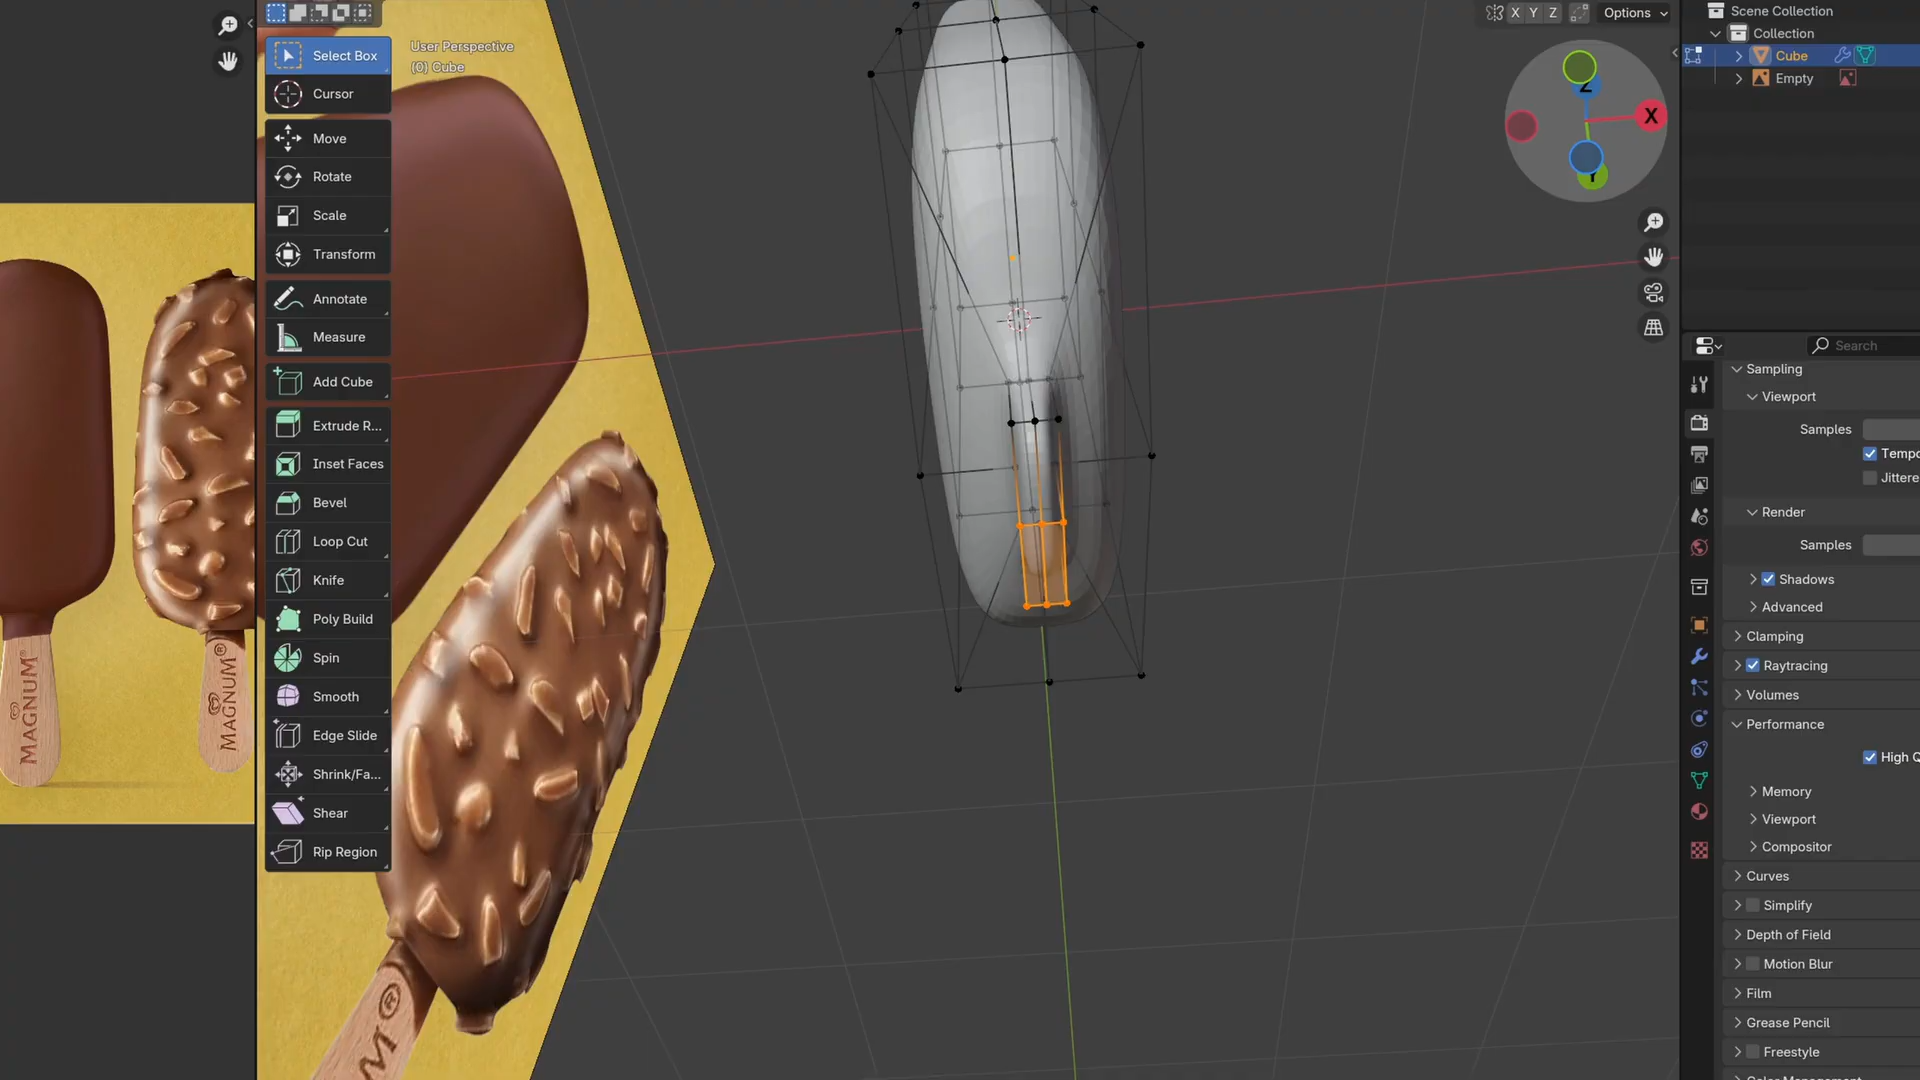 Select Box
Cursor
Move
Rotate
Scale
Transform
Annotate
Measure
Add Cube
Extrude R...
Inset Faces
Bevel
Loop Cut
Knife
Poly Build
Spin
Smooth
Edge Slide
Shrink/Fa...
Shear
Rip Region
User Perspective
(0) Cube
MAGNUM
MAGNUM
M®
X Y Z
Options
Z
X
Y
Scene Collection
Collection
Cube
Empty
Search
Sampling
Viewport
Samples
Tempo
Jittere
Render
Samples
Shadows
Advanced
Clamping
Raytracing
Volumes
Performance
High Q
Memory
Viewport
Compositor
Curves
Simplify
Depth of Field
Motion Blur
Film
Grease Pencil
Freestyle